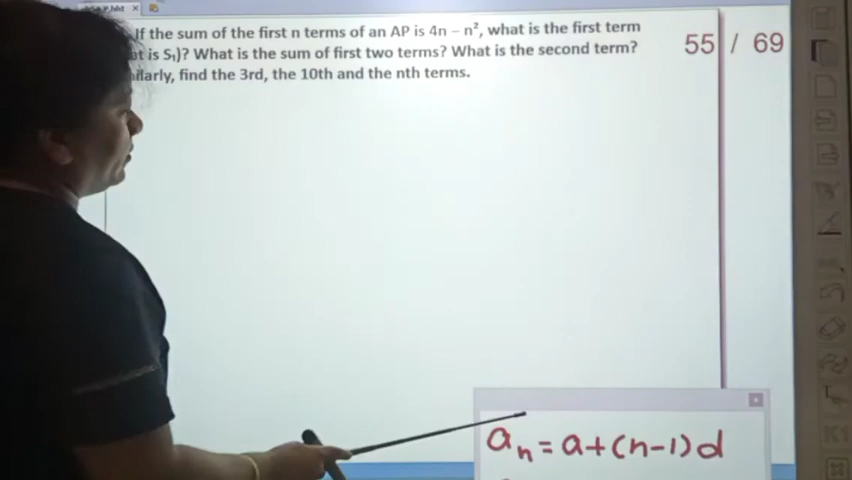 If the sum of the first n terms of an AP is 4n – n², what is the first term
is S₁)? What is the sum of first two terms? What is the second term?
find the 3rd, the 10th and the nth terms.
55 / 69
aₙ = a + (n – 1) d